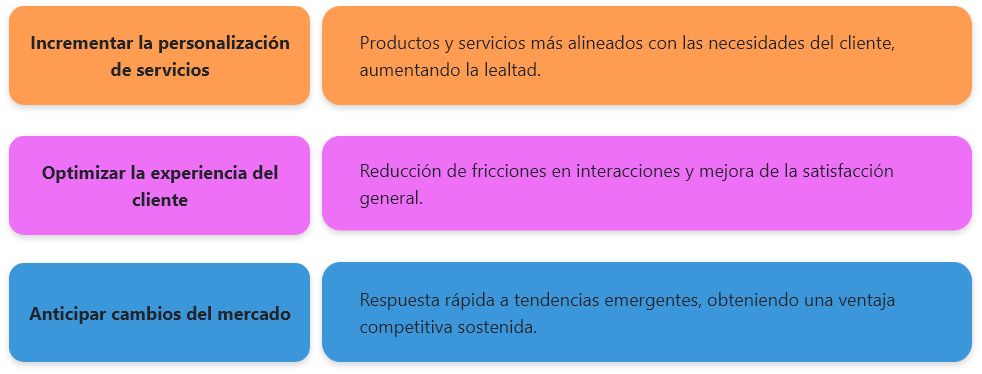 Incrementar la personalización
de servicios
Productos y servicios más alineados con las necesidades del cliente,
aumentando la lealtad.
Optimizar la experiencia del
cliente
Reducción de fricciones en interacciones y mejora de la satisfacción
general.
Anticipar cambios del mercado
Respuesta rápida a tendencias emergentes, obteniendo una ventaja
competitiva sostenida.